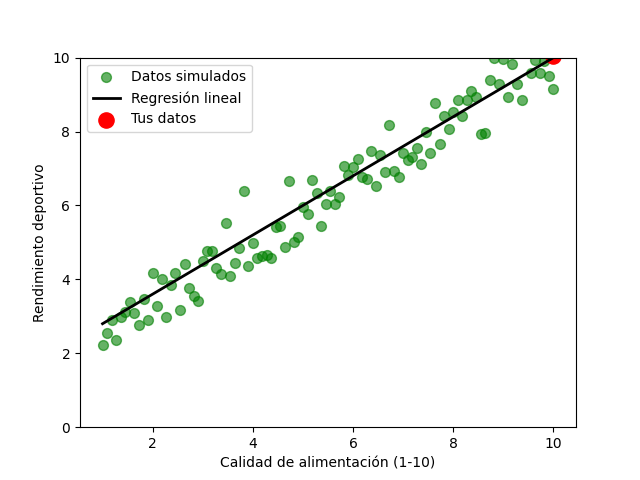 Datos simulados
Regresión lineal
Tus datos
Rendimiento deportivo
10
8
6
4
2
0
2
4
6
8
10
Calidad de alimentación (1-10)